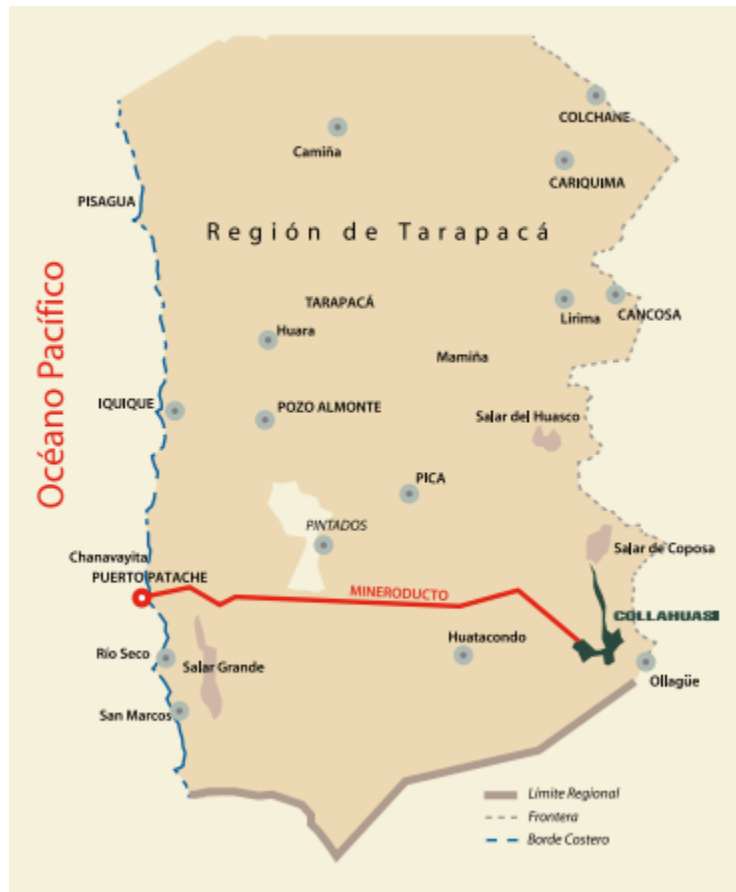 COLCHANE
Camiña
CARIQUIMA
PISAGUA
Región de Tarapacá
Océano Pacífico
TARAPACÁ
Lirima
CANCOSA
Huara
Mamiña
IQUIQUE
POZO ALMONTE
Salar del Huasco
PICA
PINTADOS
Salar de Coposa
Chanavayita
PUERTO PATACHE
MINERODUCTO
COLLAHUASI
Huatacondo
Río Seco
Salar Grande
Ollagüe
San Marcos
Límite Regional
Frontera
Borde Costero